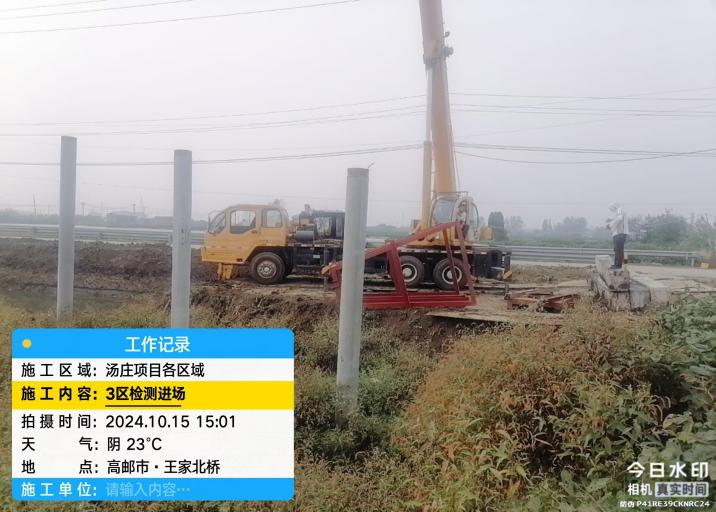 工作记录
施工区域：汤庄项目各区域
施工内容：3区检测进场
拍摄时间：2024.10.15 15:01
天气：阴 23°C
地点：高邮市·王家北桥
施工单位：请输入内容…
今日水印
相机 真实时间
防伪 P41RE39CKNRC24